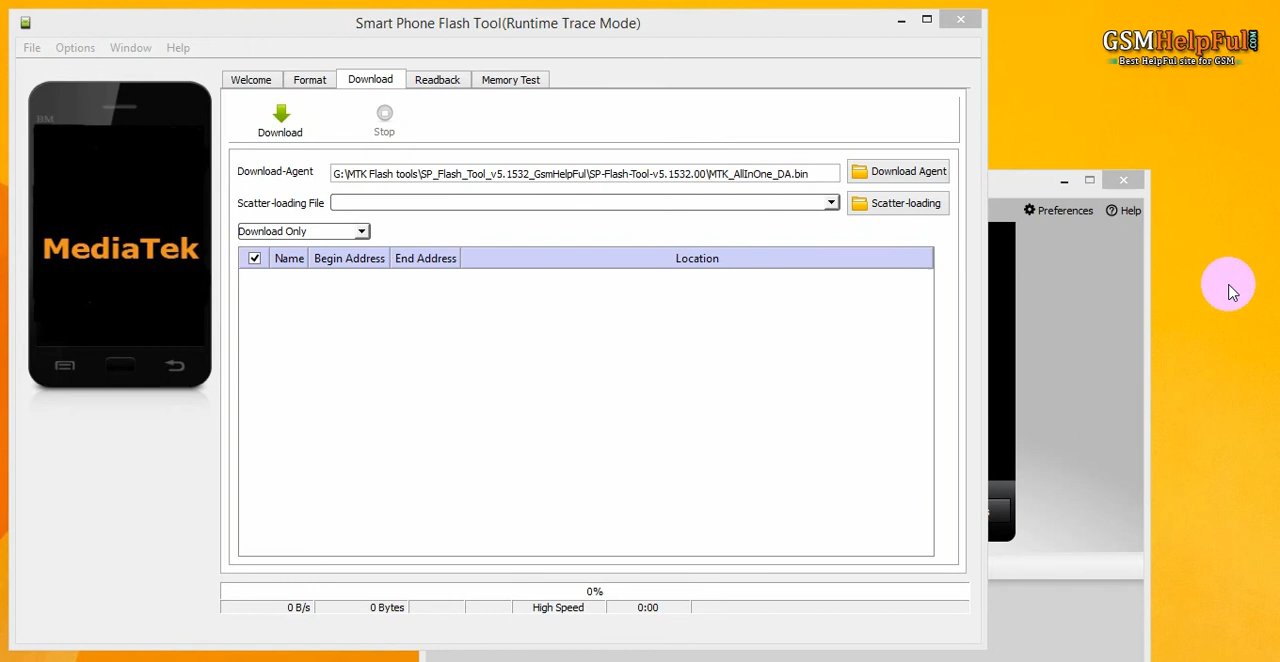 Smart Phone Flash Tool(Runtime Trace Mode)
File Options Window Help
GSMHelpFul.COM
Best HelpFul site for GSM
BM
MediaTek
Welcome Format Download Readback Memory Test
Download Stop
Download-Agent G:\MTK Flash tools\SP_Flash_Tool_v5.1532_GsmHelpFul\SP-Flash-Tool-v5.1532.00\MTK_AllInOne_DA.bin Download Agent
Scatter-loading File Scatter-loading
Preferences Help
Download Only
Name Begin Address End Address Location
0%
0 B/s 0 Bytes High Speed 0:00